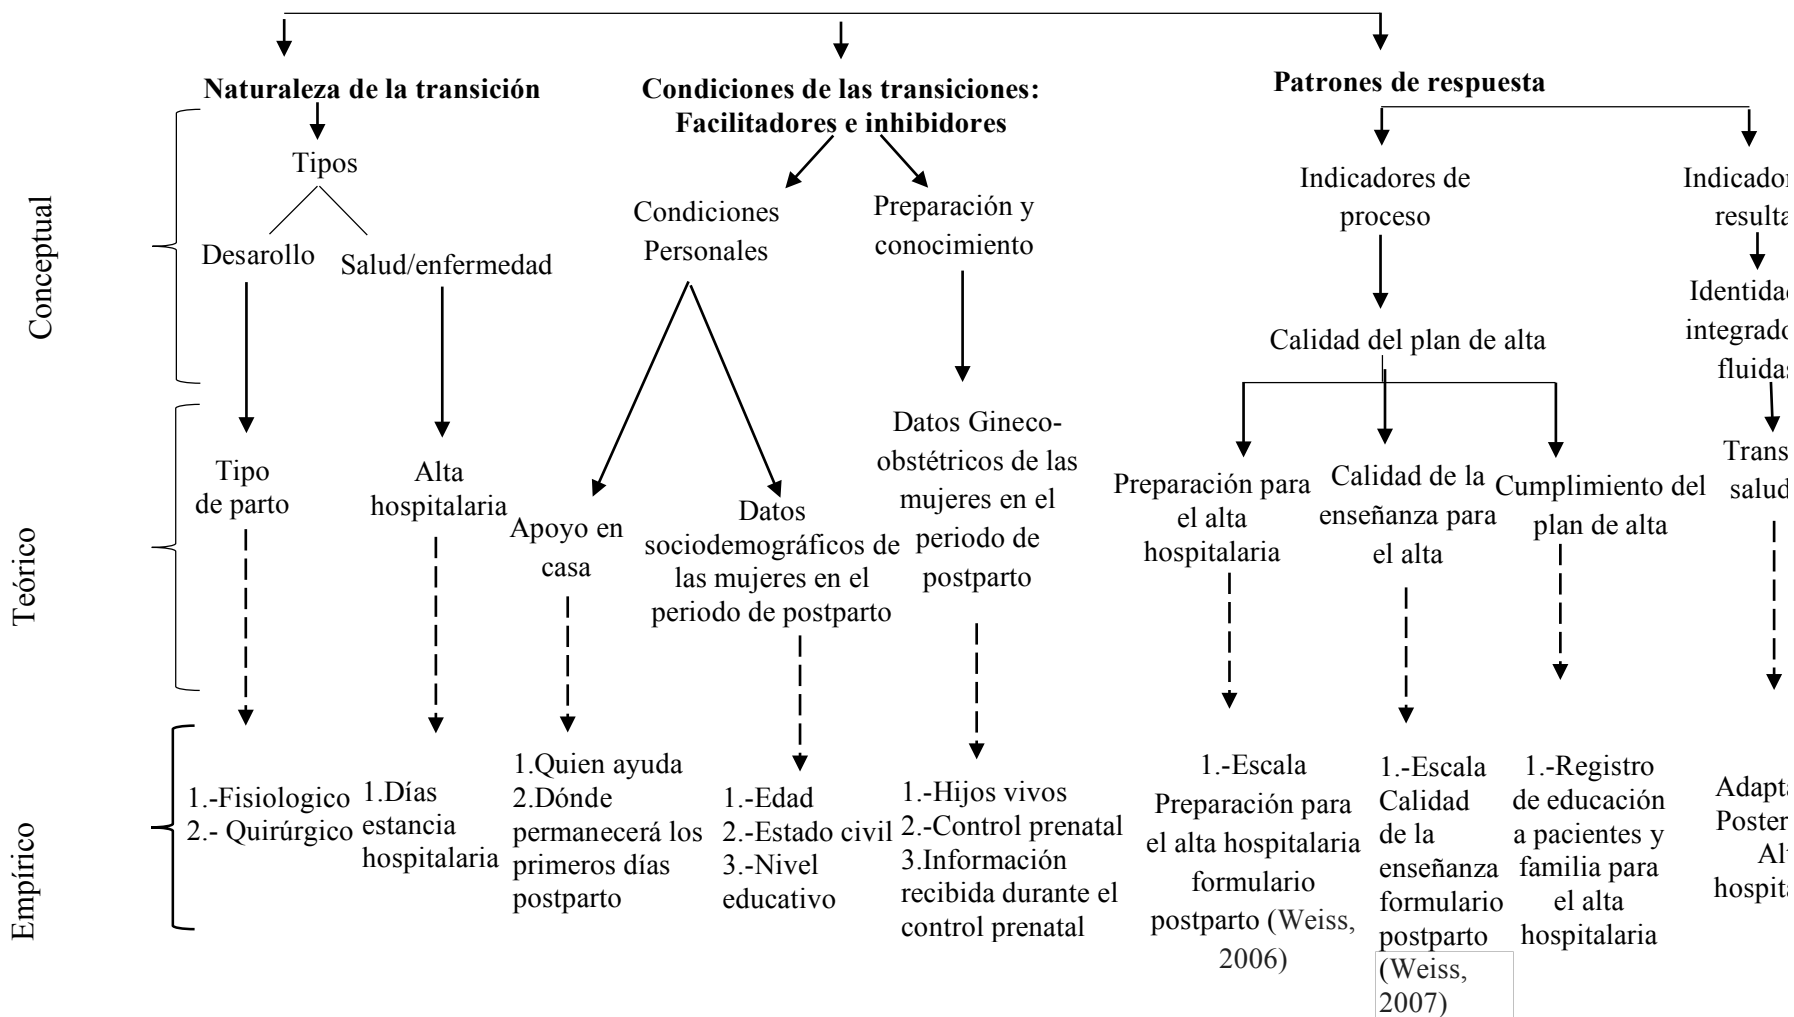 Naturaleza de la transición
Condiciones de las transiciones:
Facilitadores e inhibidores
Patrones de respuesta
Conceptual
Tipos
Desarollo
Salud/enfermedad
Condiciones
Personales
Preparación y
conocimiento
Indicadores de
proceso
Calidad del plan de alta
fluidas
Teórico
Tipo
de parto
Alta
hospitalaria
Apoyo en
casa
Datos
sociodemográficos de
las mujeres en el
periodo de postparto
Datos Gineco-
obstétricos de las
mujeres en el
periodo de
postparto
Preparación para
el alta
hospitalaria
Calidad de la
enseñanza para
el alta
Cumplimiento del
plan de alta
salud
Empírico
1.-Fisiologico
2.- Quirúrgico
1.Días
estancia
hospitalaria
1.Quien ayuda
2.Dónde
permanecerá los
primeros días
postparto
1.-Edad
2.-Estado civil
3.-Nivel
educativo
1.-Hijos vivos
2.-Control prenatal
3.Información
recibida durante el
control prenatal
1.-Escala
Preparación para
el alta hospitalaria
formulario
postparto (Weiss,
2006)
1.-Escala
Calidad
de la
enseñanza
formulario
postparto
(Weiss,
2007)
1.-Registro
de educación
a pacientes y
familia para
el alta
hospitalaria